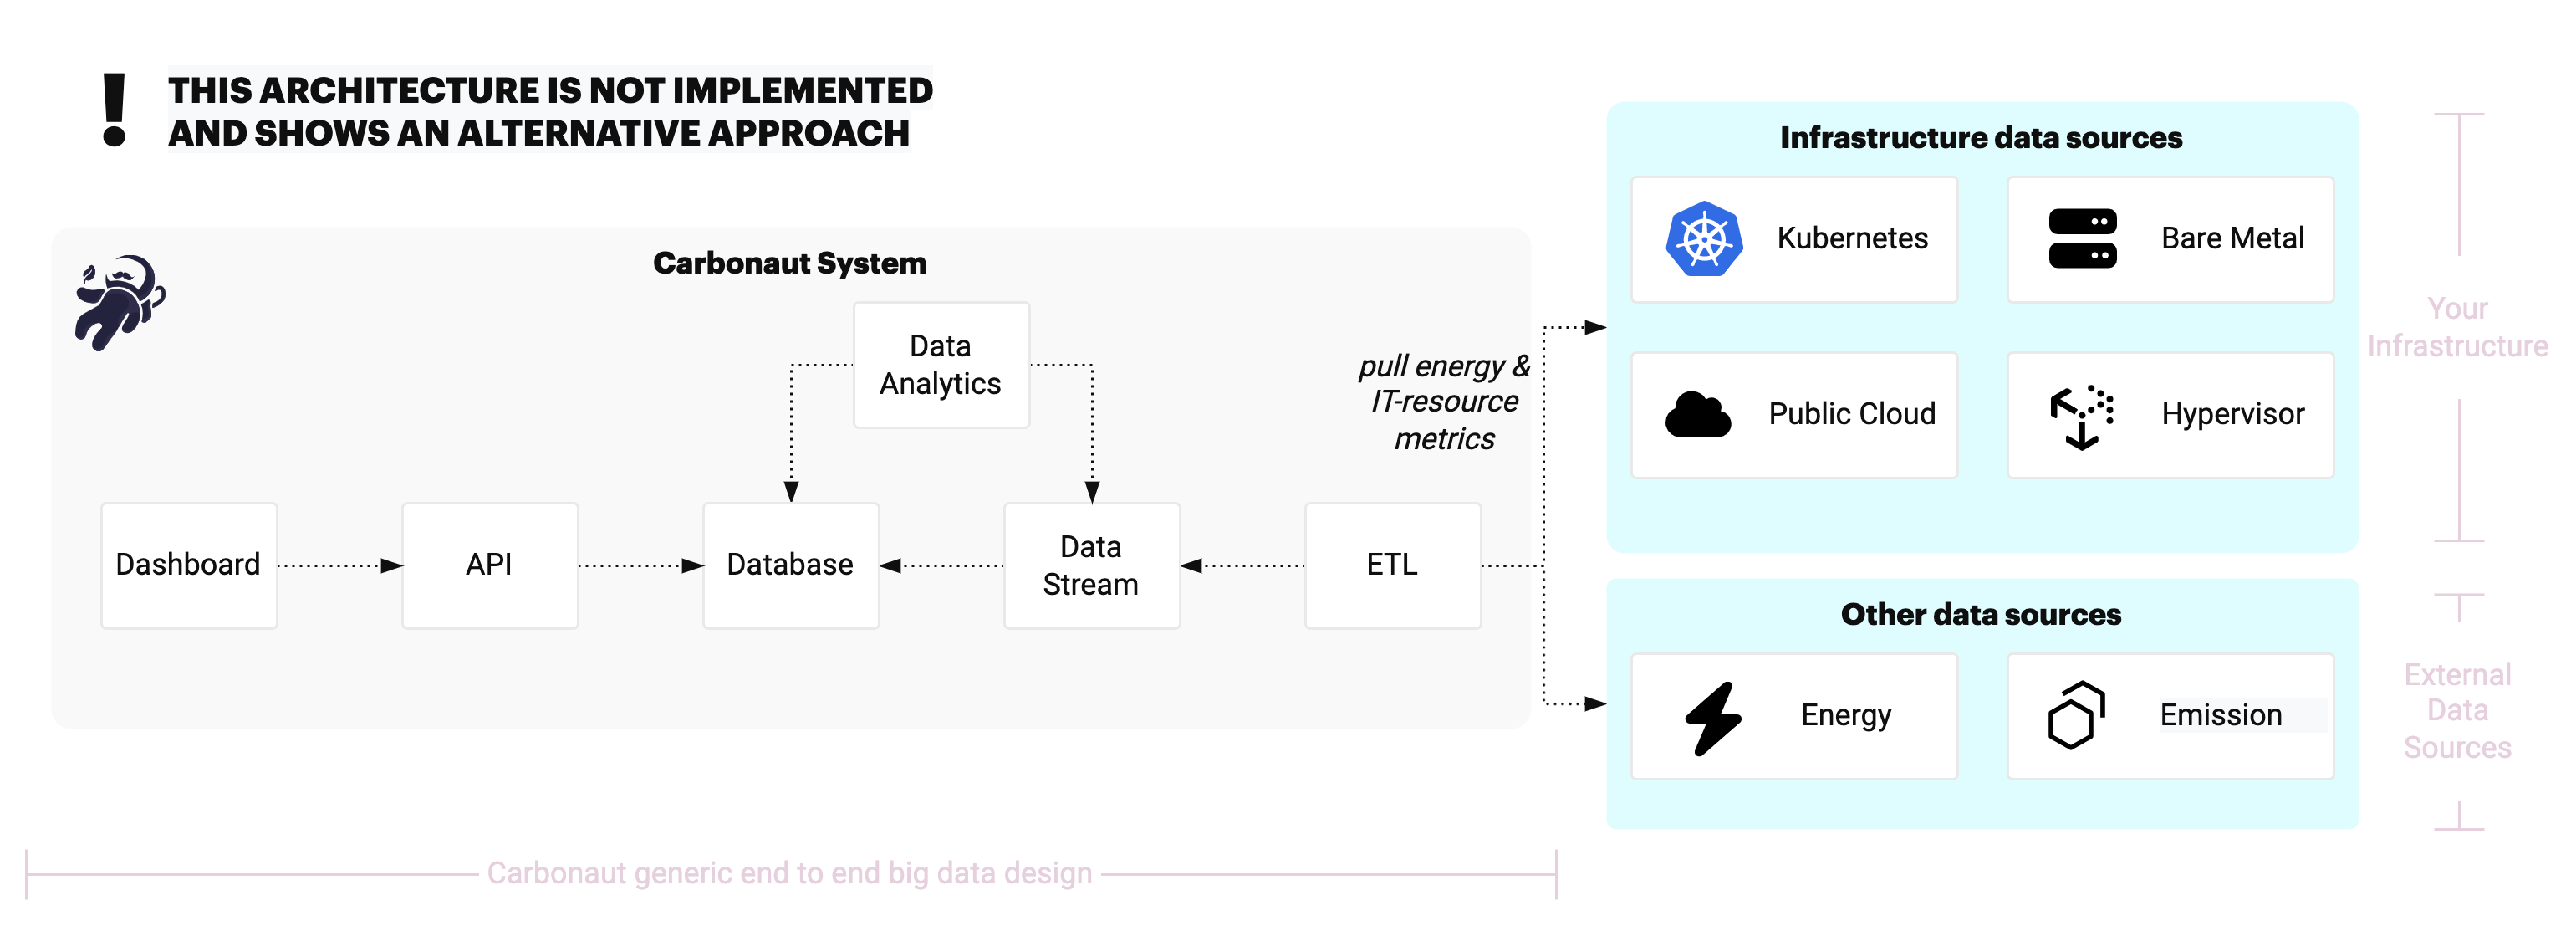 THIS ARCHITECTURE IS NOT IMPLEMENTED
AND SHOWS AN ALTERNATIVE APPROACH
Carbonaut System
Data
Analytics
pull energy &
IT-resource
metrics
Dashboard
API
Database
Data
Stream
ETL
Infrastructure data sources
Kubernetes
Bare Metal
Public Cloud
Hypervisor
Your
Infrastructure
Other data sources
Energy
Emission
External
Data
Sources
Carbonaut generic end to end big data design